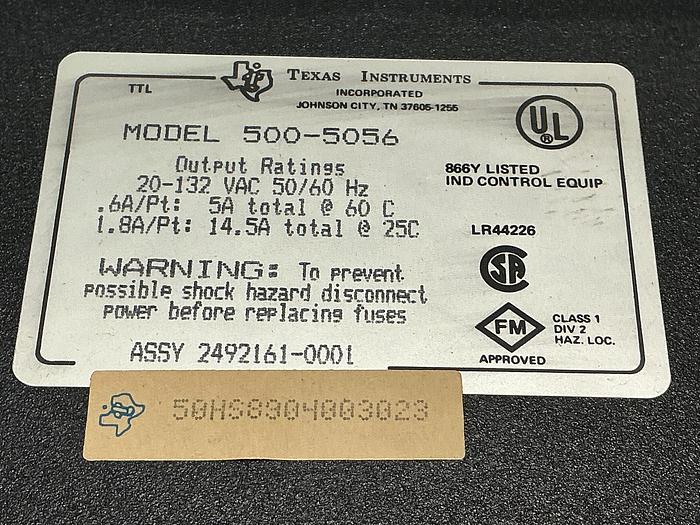 TTL
TEXAS INSTRUMENTS
INCORPORATED
JOHNSON CITY, TN 37605-1255
MODEL 500-5056
UL
®
Output Ratings
20-132 VAC 50/60 Hz
.6A/Pt: 5A total @ 60 C
1.8A/Pt: 14.5A total @ 25C
866Y LISTED
IND CONTROL EQUIP
LR44226
SA
WARNING: To prevent
possible shock hazard disconnect
power before replacing fuses
FM
APPROVED
CLASS 1
DIV 2
HAZ. LOC.
ASSY 2492161-0001
50HS8904003023